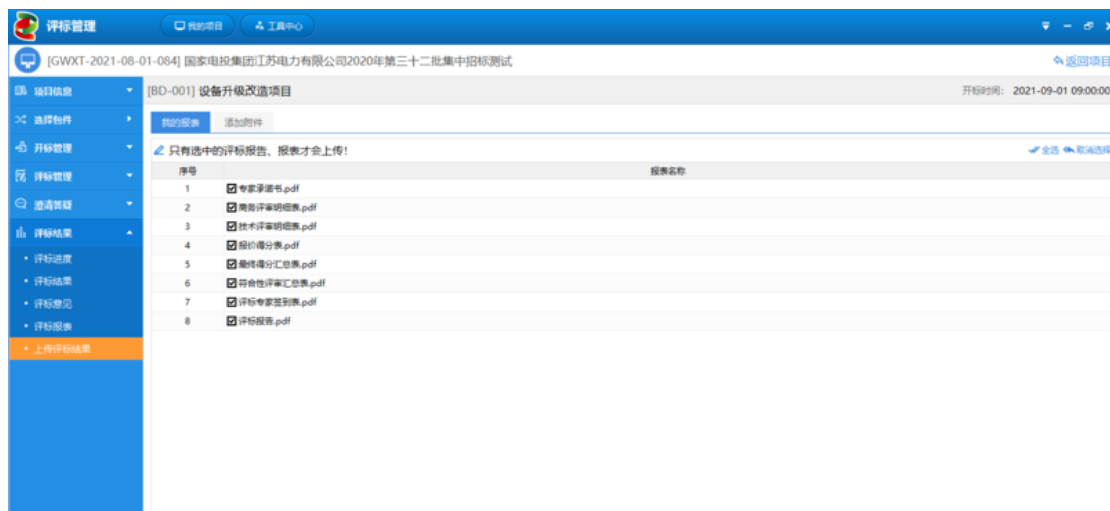 评标管理 我的项目 工具中心
[GWXT-2021-08-01-084] 国家电投集团江苏电力有限公司2020年第三十二批集中招标测试 返回项目
项目信息 [BD-001] 设备升级改造项目 开标时间: 2021-09-01 09:00:00
选择包件 我的报表 添加附件
开标管理 只有选中的评标报告、报表才会上传! 全选 取消选择
评标管理 序号 报表名称
1 专家承诺书.pdf
澄清答疑 2 商务评审明细表.pdf
3 技术评审明细表.pdf
评标结果 4 报价得分表.pdf
评标进度 5 最终得分汇总表.pdf
评标结果 6 符合性评审汇总表.pdf
评标意见 7 评标专家签到表.pdf
评标报表 8 评标报告.pdf
上传评标结果